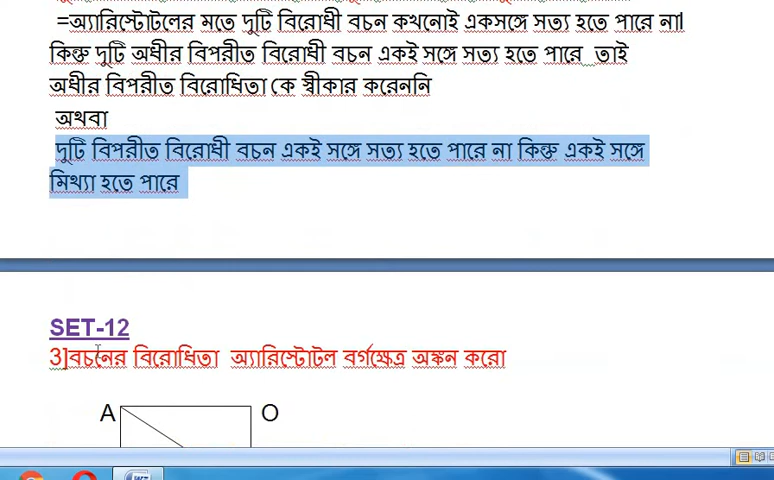 =অ্যারিস্টোটলের মতে দুটি বিরোধী বচন কখনোই একসঙ্গে সত্য হতে পারে না।
কিন্তু দুটি অধীর বিপরীত বিরোধী বচন একই সঙ্গে সত্য হতে পারে তাই
অধীর বিপরীত বিরোধিতা কে স্বীকার করেননি
অথবা
দুটি বিপরীত বিরোধী বচন একই সঙ্গে সত্য হতে পারে না কিন্তু একই সঙ্গে
মিথ্যা হতে পারে
SET-12
3]বচনের বিরোধিতা অ্যারিস্টোটল বর্গক্ষেত্র অঙ্কন করো
A O